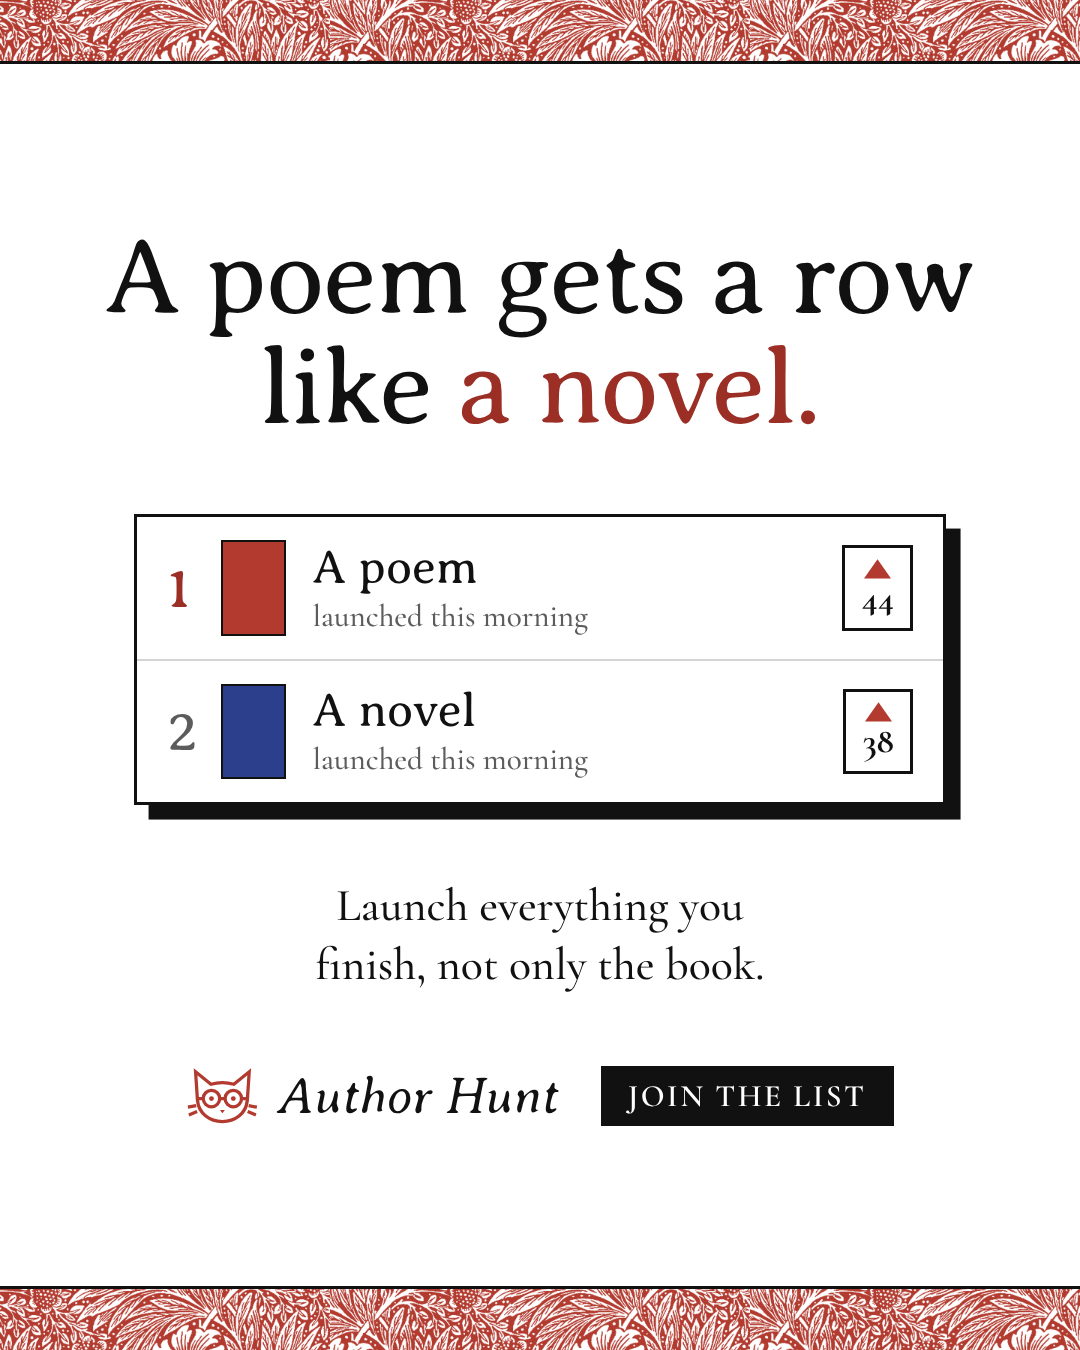 A poem gets a row
like a novel.
1
A poem
launched this morning
44
2
A novel
launched this morning
38
Launch everything you
finish, not only the book.
Author Hunt
JOIN THE LIST